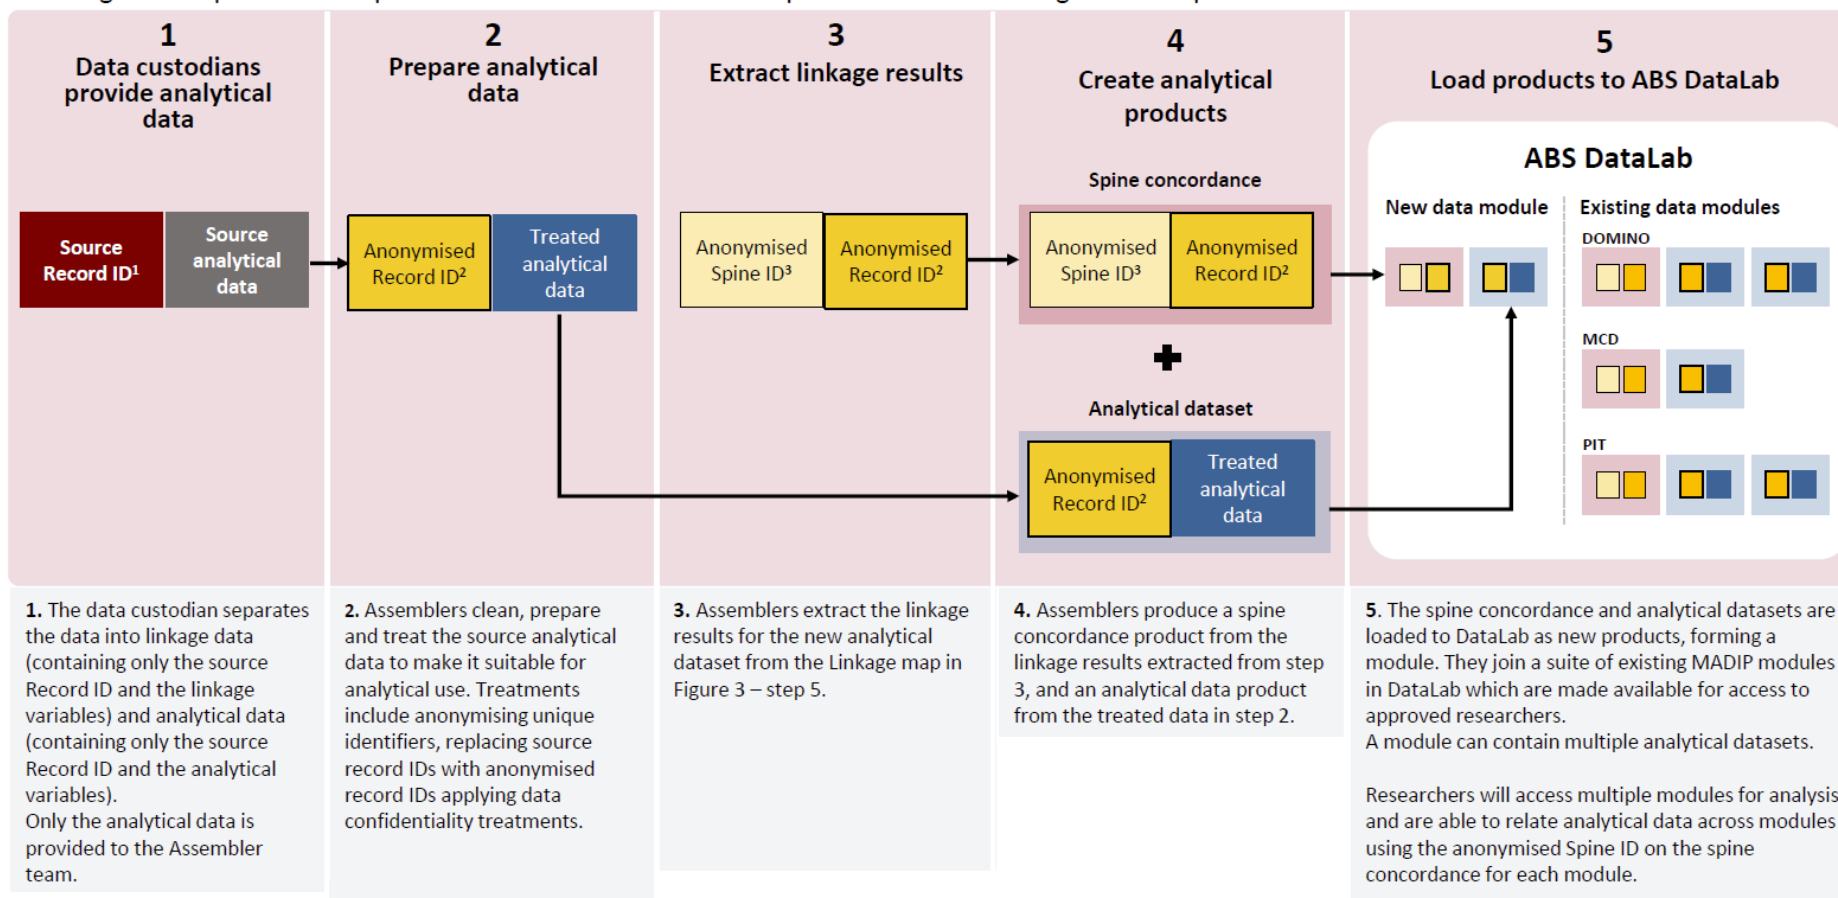 1
Data custodians
provide analytical
data
2
Prepare analytical
data
3
Extract linkage results
4
Create analytical
products
5
Load products to ABS DataLab
Source
Record ID¹
Source
analytical
data
Anonymised
Record ID²
Treated
analytical
data
Anonymised
Spine ID³
Anonymised
Record ID²
Spine concordance
Anonymised
Spine ID³
Anonymised
Record ID²
Analytical dataset
Anonymised
Record ID²
Treated
analytical
data
ABS DataLab
New data module
Existing data modules
DOMINO
MCD
PIT
1. The data custodian separates
the data into linkage data
(containing only the source
Record ID and the linkage
variables) and analytical data
(containing only the source
Record ID and the analytical
variables).
Only the analytical data is
provided to the Assembler
team.
2. Assemblers clean, prepare
and treat the source analytical
data to make it suitable for
analytical use. Treatments
include anonymising unique
identifiers, replacing source
record IDs with anonymised
record IDs applying data
confidentiality treatments.
3. Assemblers extract the linkage
results for the new analytical
dataset from the Linkage map in
Figure 3 – step 5.
4. Assemblers produce a spine
concordance product from the
linkage results extracted from step
3, and an analytical data product
from the treated data in step 2.
5. The spine concordance and analytical datasets are
loaded to DataLab as new products, forming a
module. They join a suite of existing MADIP modules
in DataLab which are made available for access to
approved researchers.
A module can contain multiple analytical datasets.
Researchers will access multiple modules for analysis
and are able to relate analytical data across modules
using the anonymised Spine ID on the spine
concordance for each module.